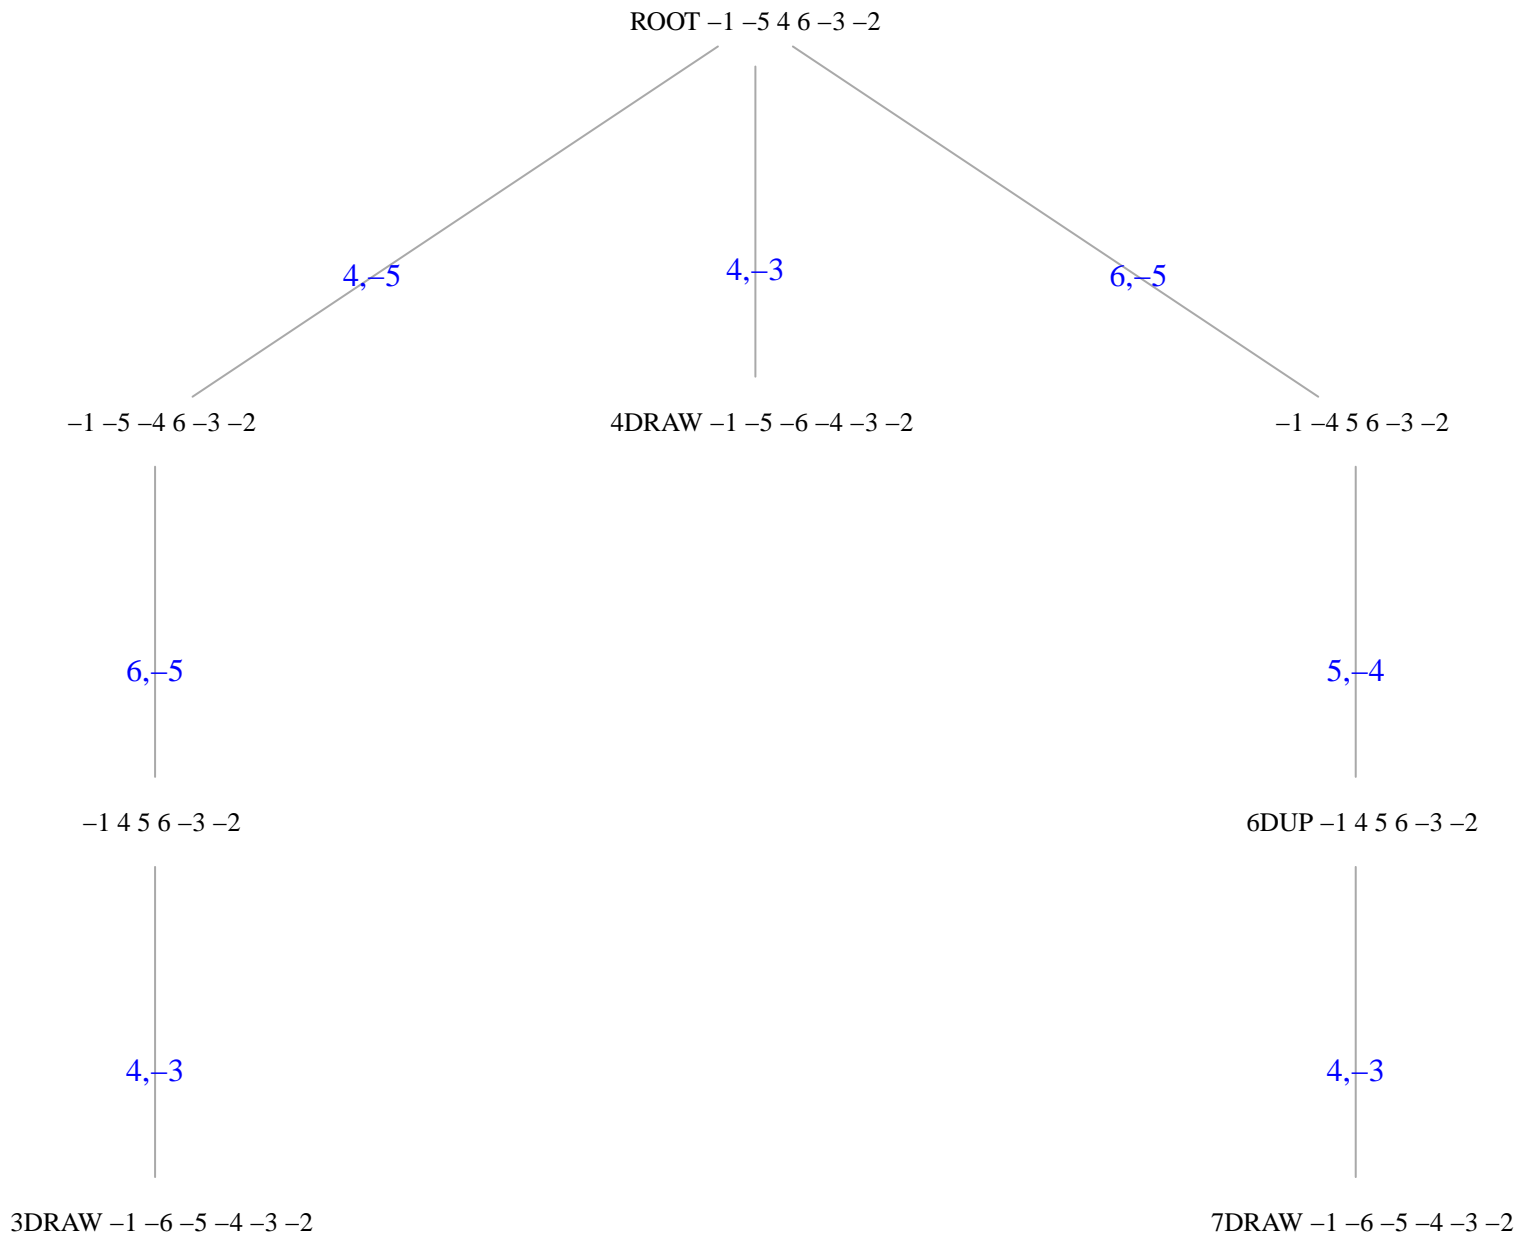 ROOT –1 –5 4 6 –3 –2
4,–5
4,–3
6,–5
–1 –5 –4 6 –3 –2
4DRAW –1 –5 –6 –4 –3 –2
–1 –4 5 6 –3 –2
6,–5
5,–4
–1 4 5 6 –3 –2
6DUP –1 4 5 6 –3 –2
4,–3
4,–3
3DRAW –1 –6 –5 –4 –3 –2
7DRAW –1 –6 –5 –4 –3 –2